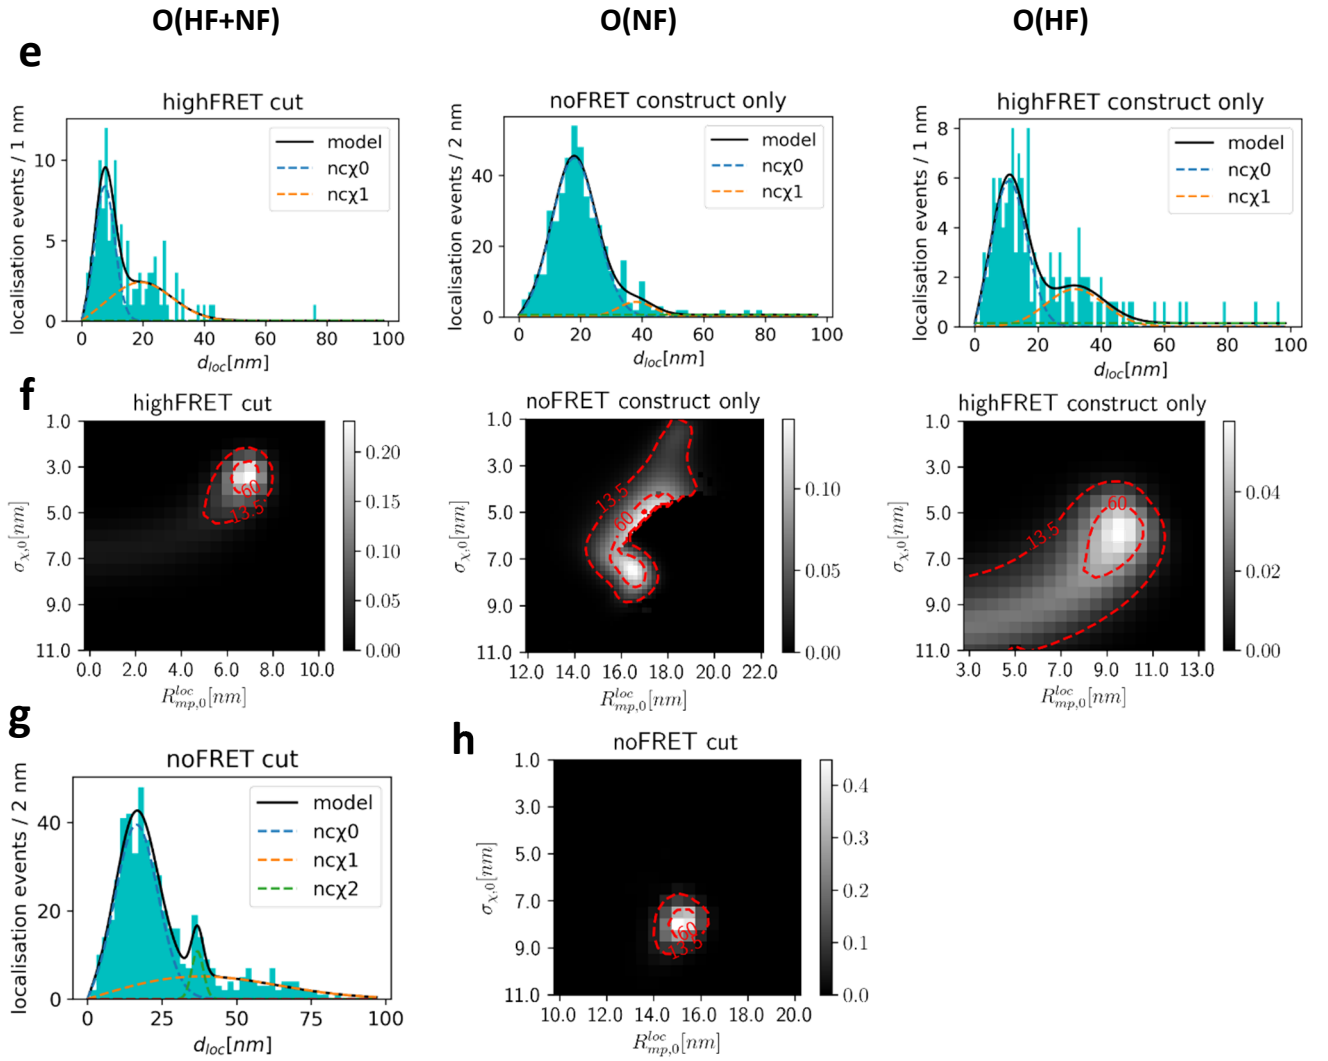 O(HF+NF) O(NF) O(HF)
e
highFRET cut
localisation events / 1 nm
10
5
0
model
ncχ0
ncχ1
0 20 40 60 80 100
d_loc[nm]
noFRET construct only
localisation events / 2 nm
40
20
0
model
ncχ0
ncχ1
0 20 40 60 80 100
d_loc[nm]
highFRET construct only
localisation events / 1 nm
8
6
4
2
0
model
ncχ0
ncχ1
0 20 40 60 80 100
d_loc[nm]
f
highFRET cut
σ_χ,0[nm]
1.0
3.0
5.0
7.0
9.0
11.0
60
13.5
0.0 2.0 4.0 6.0 8.0 10.0
R^loc_mp,0[nm]
0.20
0.15
0.10
0.05
0.00
noFRET construct only
σ_χ,0[nm]
1.0
3.0
5.0
7.0
9.0
11.0
13.5
60
12.0 14.0 16.0 18.0 20.0 22.0
R^loc_mp,0[nm]
0.10
0.05
0.00
highFRET construct only
σ_χ,0[nm]
1.0
3.0
5.0
7.0
9.0
11.0
60
13.5
3.0 5.0 7.0 9.0 11.0 13.0
R^loc_mp,0[nm]
0.04
0.02
0.00
g
noFRET cut
localisation events / 2 nm
40
20
0
model
ncχ0
ncχ1
ncχ2
0 25 50 75 100
d_loc[nm]
h
noFRET cut
σ_χ,0[nm]
1.0
3.0
5.0
7.0
9.0
11.0
60
13.5
10.0 12.0 14.0 16.0 18.0 20.0
R^loc_mp,0[nm]
0.4
0.3
0.2
0.1
0.0